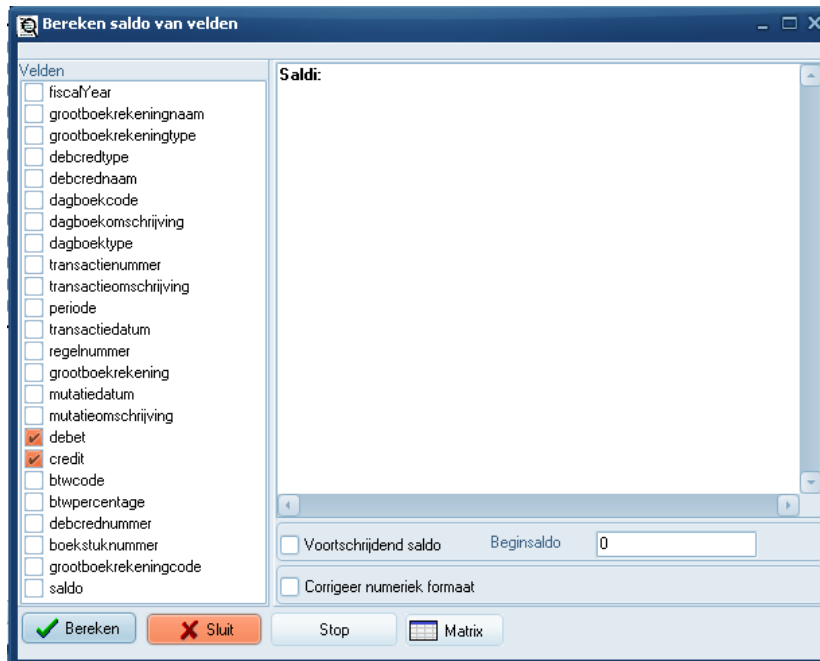 Bereken saldo van velden
Velden
fiscalYear
grootboekrekeningnaam
grootboekrekeningtype
debcredtype
debcrednaam
dagboekcode
dagboekomschrijving
dagboektype
transactienummer
transactieomschrijving
periode
transactiedatum
regelnummer
grootboekrekening
mutatiedatum
mutatieomschrijving
debet
credit
btwcode
btwpercentage
debcrednummer
boekstuknummer
grootboekrekeningcode
saldo
Saldi:
Voortschrijdend saldo Beginsaldo 0
Corrigeer numeriek formaat
Bereken Sluit Stop Matrix